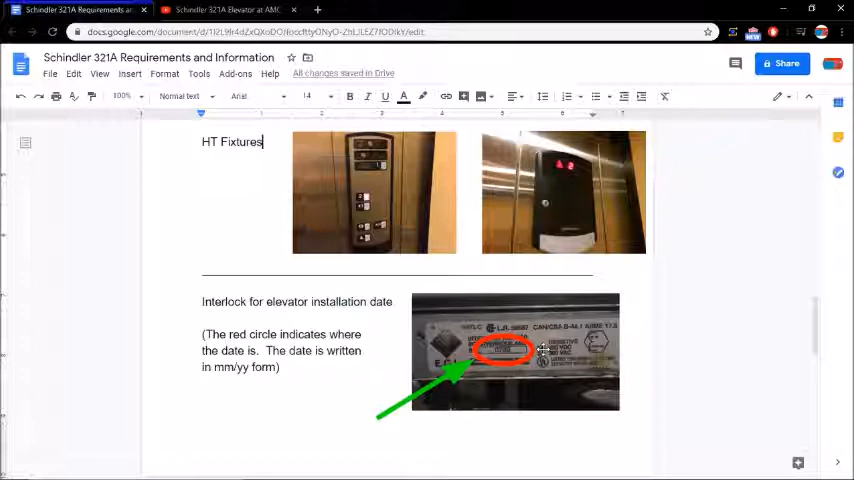 Schindler 321A Requirements an
Schindler 321A Elevator at AMC
docs.google.com/document/d/
/edit
Schindler 321A Requirements and Information
File Edit View Insert Format Tools Add-ons Help All changes saved in Drive
Share
100% Normal text Arial 14
HT Fixtures
Interlock for elevator installation date
(The red circle indicates where
the date is. The date is written
in mm/yy form)